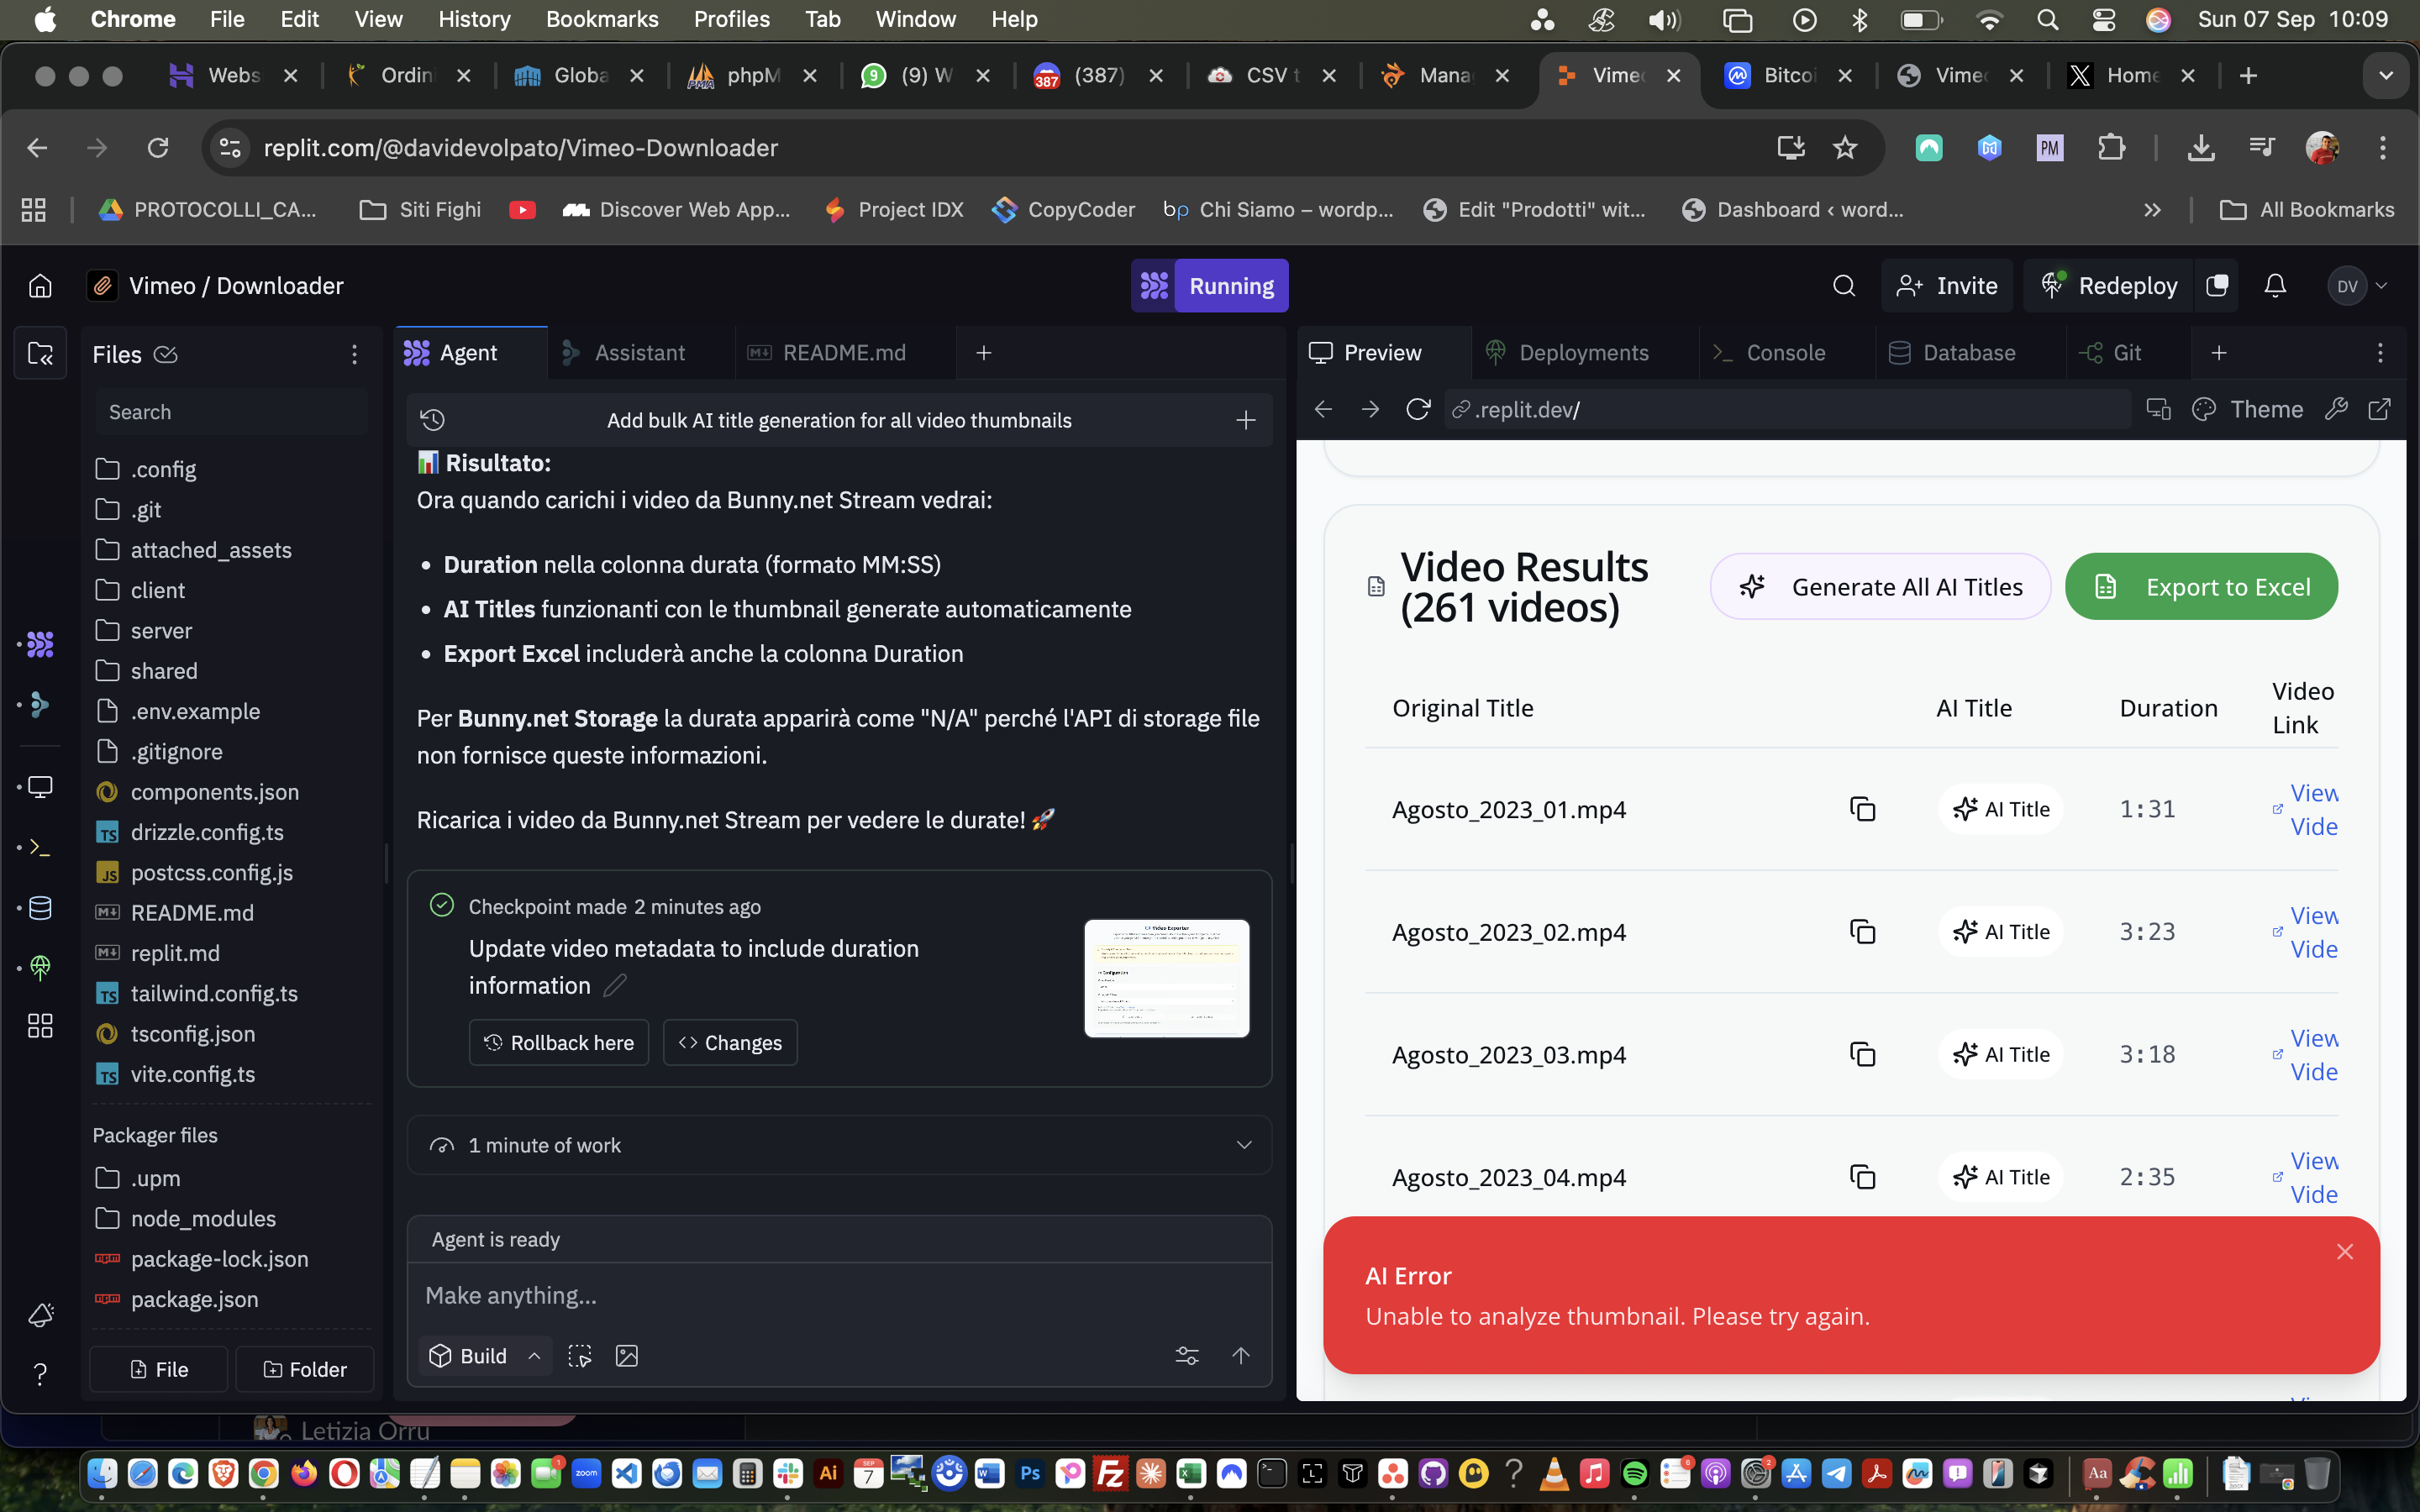 Chrome File Edit View History Bookmarks Profiles Tab Window Help Sun 07 Sep 10:09
Webs Ordini Globa phpM (9) W (387) CSV t Mana Vimeo Bitcoi Vimeo Home
replit.com/@davidevolpato/Vimeo-Downloader
PM
PROTOCOLLI_CA... Siti Fighi Discover Web App... Project IDX CopyCoder bp Chi Siamo – wordp... Edit "Prodotti" wit... Dashboard ‹ word... All Bookmarks
Vimeo / Downloader
Running
Invite Redeploy DV
Files
Search
.config
.git
attached_assets
client
server
shared
.env.example
.gitignore
components.json
drizzle.config.ts
postcss.config.js
README.md
replit.md
tailwind.config.ts
tsconfig.json
vite.config.ts
Packager files
.upm
node_modules
package-lock.json
package.json
File Folder
Agent Assistant README.md
Add bulk AI title generation for all video thumbnails
📊 Risultato:
Ora quando carichi i video da Bunny.net Stream vedrai:
• Duration nella colonna durata (formato MM:SS)
• AI Titles funzionanti con le thumbnail generate automaticamente
• Export Excel includerà anche la colonna Duration
Per Bunny.net Storage la durata apparirà come "N/A" perché l'API di storage file
non fornisce queste informazioni.
Ricarica i video da Bunny.net Stream per vedere le durate! 🚀
Checkpoint made 2 minutes ago
Update video metadata to include duration
information
Rollback here Changes
Video Exporter
1 minute of work
Agent is ready
Make anything...
Build
Preview Deployments Console Database Git
.replit.dev/
Theme
Video Results
(261 videos)
Generate All AI Titles
Export to Excel
Original Title AI Title Duration Video
Link
Agosto_2023_01.mp4 AI Title 1:31 View
Vide
Agosto_2023_02.mp4 AI Title 3:23 View
Vide
Agosto_2023_03.mp4 AI Title 3:18 View
Vide
Agosto_2023_04.mp4 AI Title 2:35 View
Vide
AI Error
Unable to analyze thumbnail. Please try again.
Letizia Orru